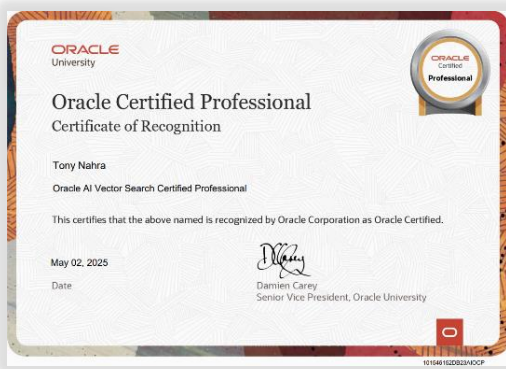 ORACLE
University
ORACLE
Certified
Professional
Oracle Certified Professional
Certificate of Recognition
Tony Nahra
Oracle AI Vector Search Certified Professional
This certifies that the above named is recognized by Oracle Corporation as Oracle Certified.
May 02, 2025
Date
Damien Carey
Senior Vice President, Oracle University